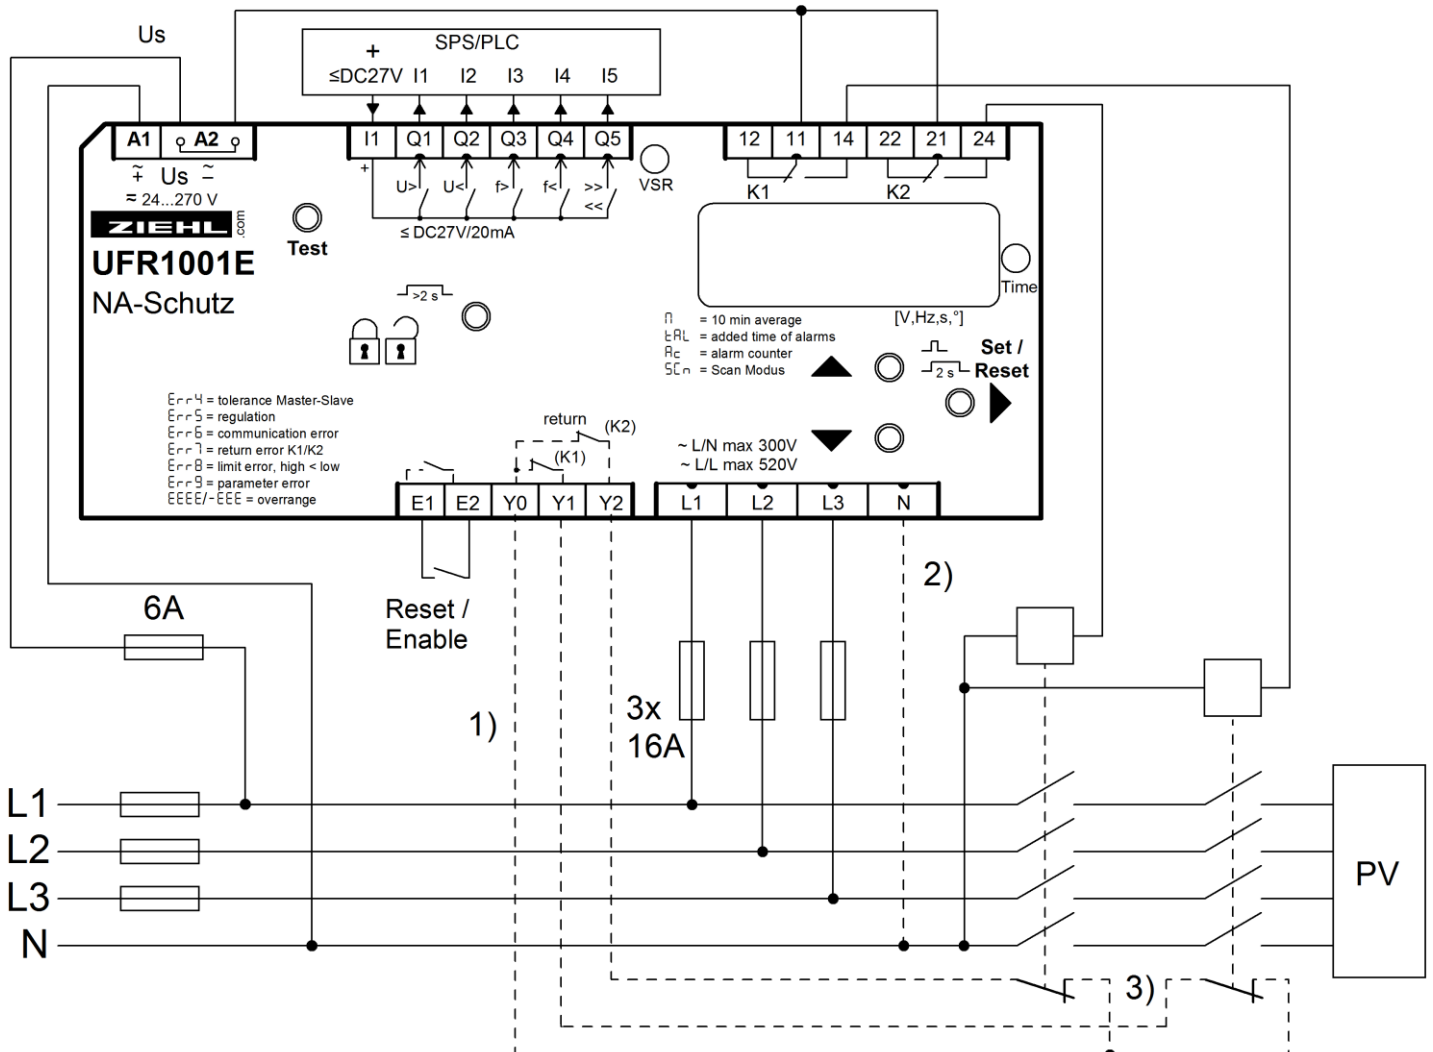 Us
SPS/PLC
+
≤DC27V I1 I2 I3 I4 I5
A1 A2 I1 Q1 Q2 Q3 Q4 Q5 12 11 14 22 21 24
~ Us ~
+ −
≂ 24...270 V
+
U> U< f> f< >>
<<
VSR
K1 K2
≤ DC27V/20mA
ZIEHL.com
Test
UFR1001E
NA-Schutz
Time
>2 s
[V,Hz,s,°]
n = 10 min average
tAL = added time of alarms
Ac = alarm counter
SCn = Scan Modus
Set /
Reset
2 s
Err4 = tolerance Master-Slave
Err5 = regulation
Err6 = communication error
Err7 = return error K1/K2
Err8 = limit error, high < low
Err9 = parameter error
EEEE/-EEE = overrange
return (K2)
(K1)
~ L/N max 300V
~ L/L max 520V
E1 E2 Y0 Y1 Y2 L1 L2 L3 N
2)
6A
Reset /
Enable
1)
3x
16A
L1
L2
L3
N
PV
3)